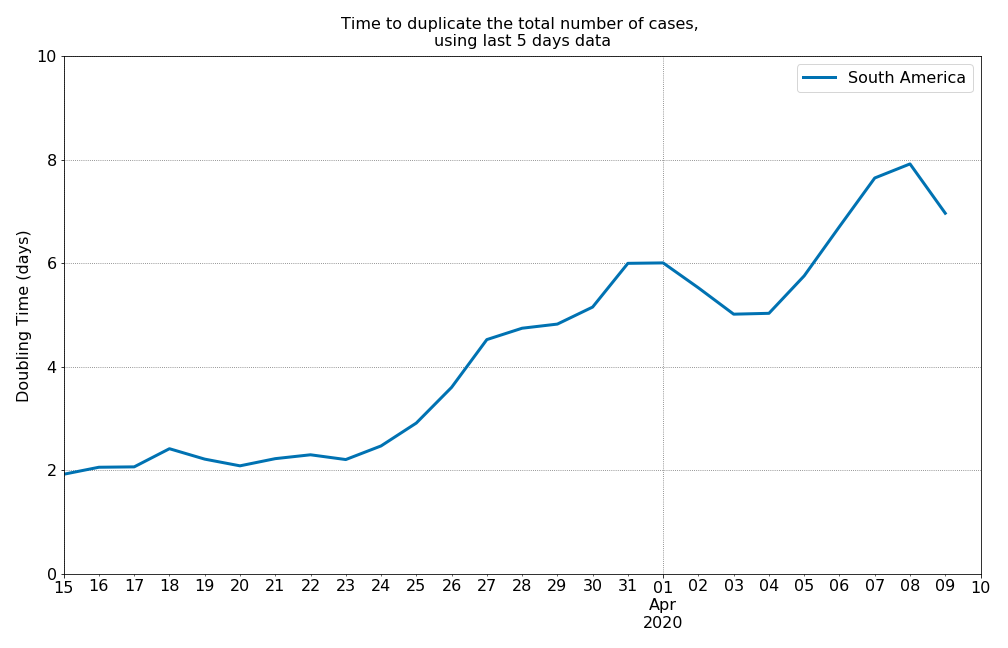 Time to duplicate the total number of cases,
using last 5 days data
10
South America
8
6
4
2
0
Doubling Time (days)
15 16 17 18 19 20 21 22 23 24 25 26 27 28 29 30 31 01 02 03 04 05 06 07 08 09 10
Apr
2020